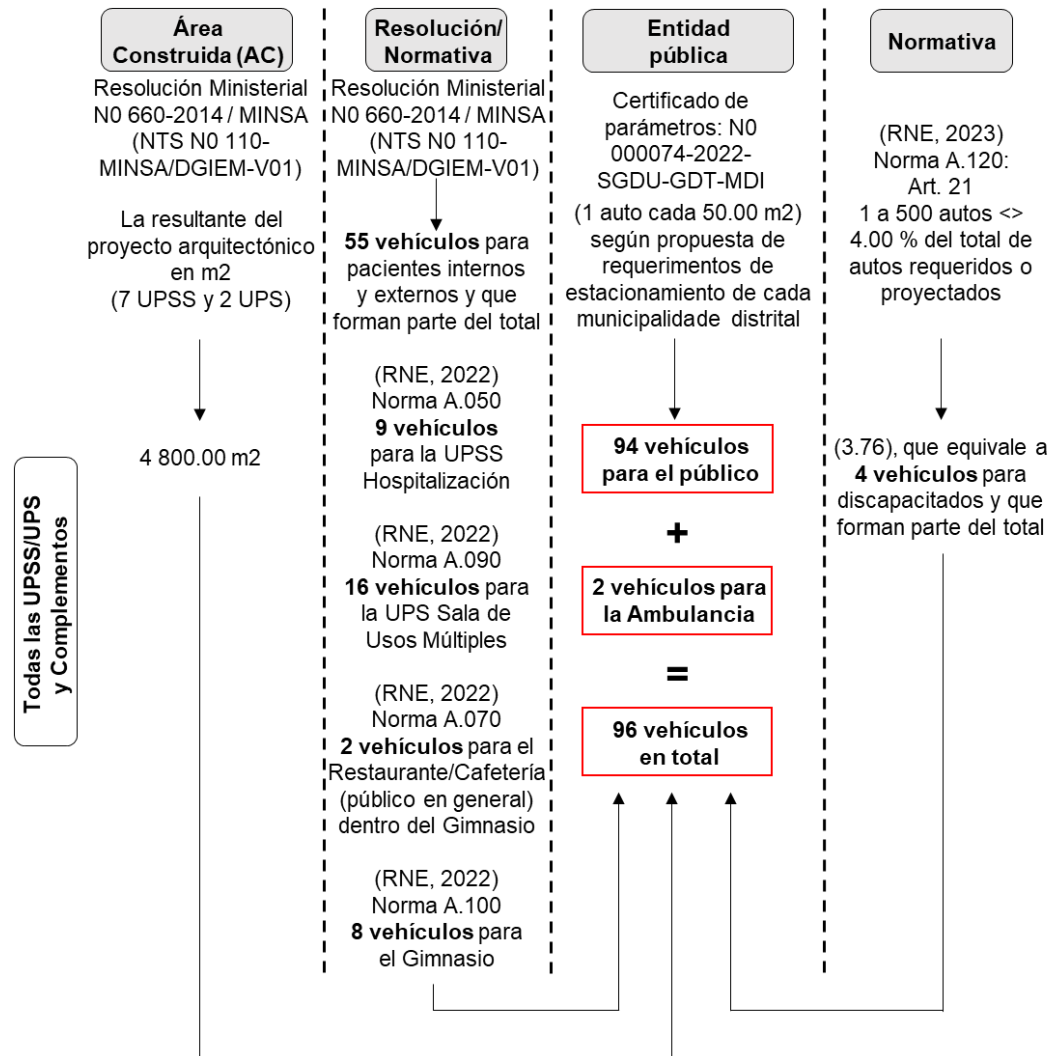 Área
Construida (AC)
Resolución Ministerial
N0 660-2014 / MINSA
(NTS N0 110-
MINSA/DGIEM-V01)
La resultante del
proyecto arquitectónico
en m2
(7 UPSS y 2 UPS)
4 800.00 m2
Resolución/
Normativa
Resolución Ministerial
N0 660-2014 / MINSA
(NTS N0 110-
MINSA/DGIEM-V01)
55 vehículos para
pacientes internos
y externos y que
forman parte del total
(RNE, 2022)
Norma A.050
9 vehículos
para la UPSS
Hospitalización
(RNE, 2022)
Norma A.090
16 vehículos para
la UPS Sala de
Usos Múltiples
(RNE, 2022)
Norma A.070
2 vehículos para el
Restaurante/Cafetería
(público en general)
dentro del Gimnasio
(RNE, 2022)
Norma A.100
8 vehículos para
el Gimnasio
Entidad
pública
Certificado de
parámetros: N0
000074-2022-
SGDU-GDT-MDI
(1 auto cada 50.00 m2)
según propuesta de
requerimentos de
estacionamiento de cada
municipalidade distrital
94 vehículos
para el público
+
2 vehículos para
la Ambulancia
=
96 vehículos
en total
Normativa
(RNE, 2023)
Norma A.120:
Art. 21
1 a 500 autos <>
4.00 % del total de
autos requeridos o
proyectados
(3.76), que equivale a
4 vehículos para
discapacitados y que
forman parte del total
Todas las UPSS/UPS
y Complementos